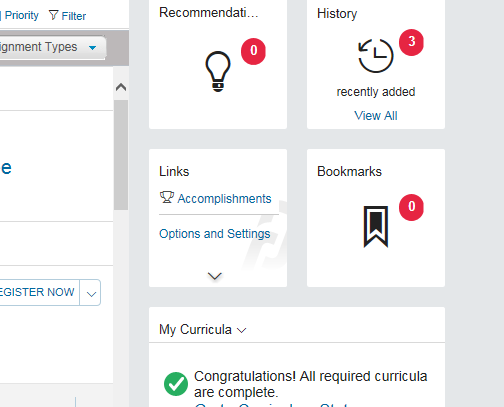 Priority Filter
ignment Types
e
EGISTER NOW
Recommendati...
0
History
3
recently added
View All
Links
Accomplishments
Options and Settings
Bookmarks
0
My Curricula
Congratulations! All required curricula
are complete.